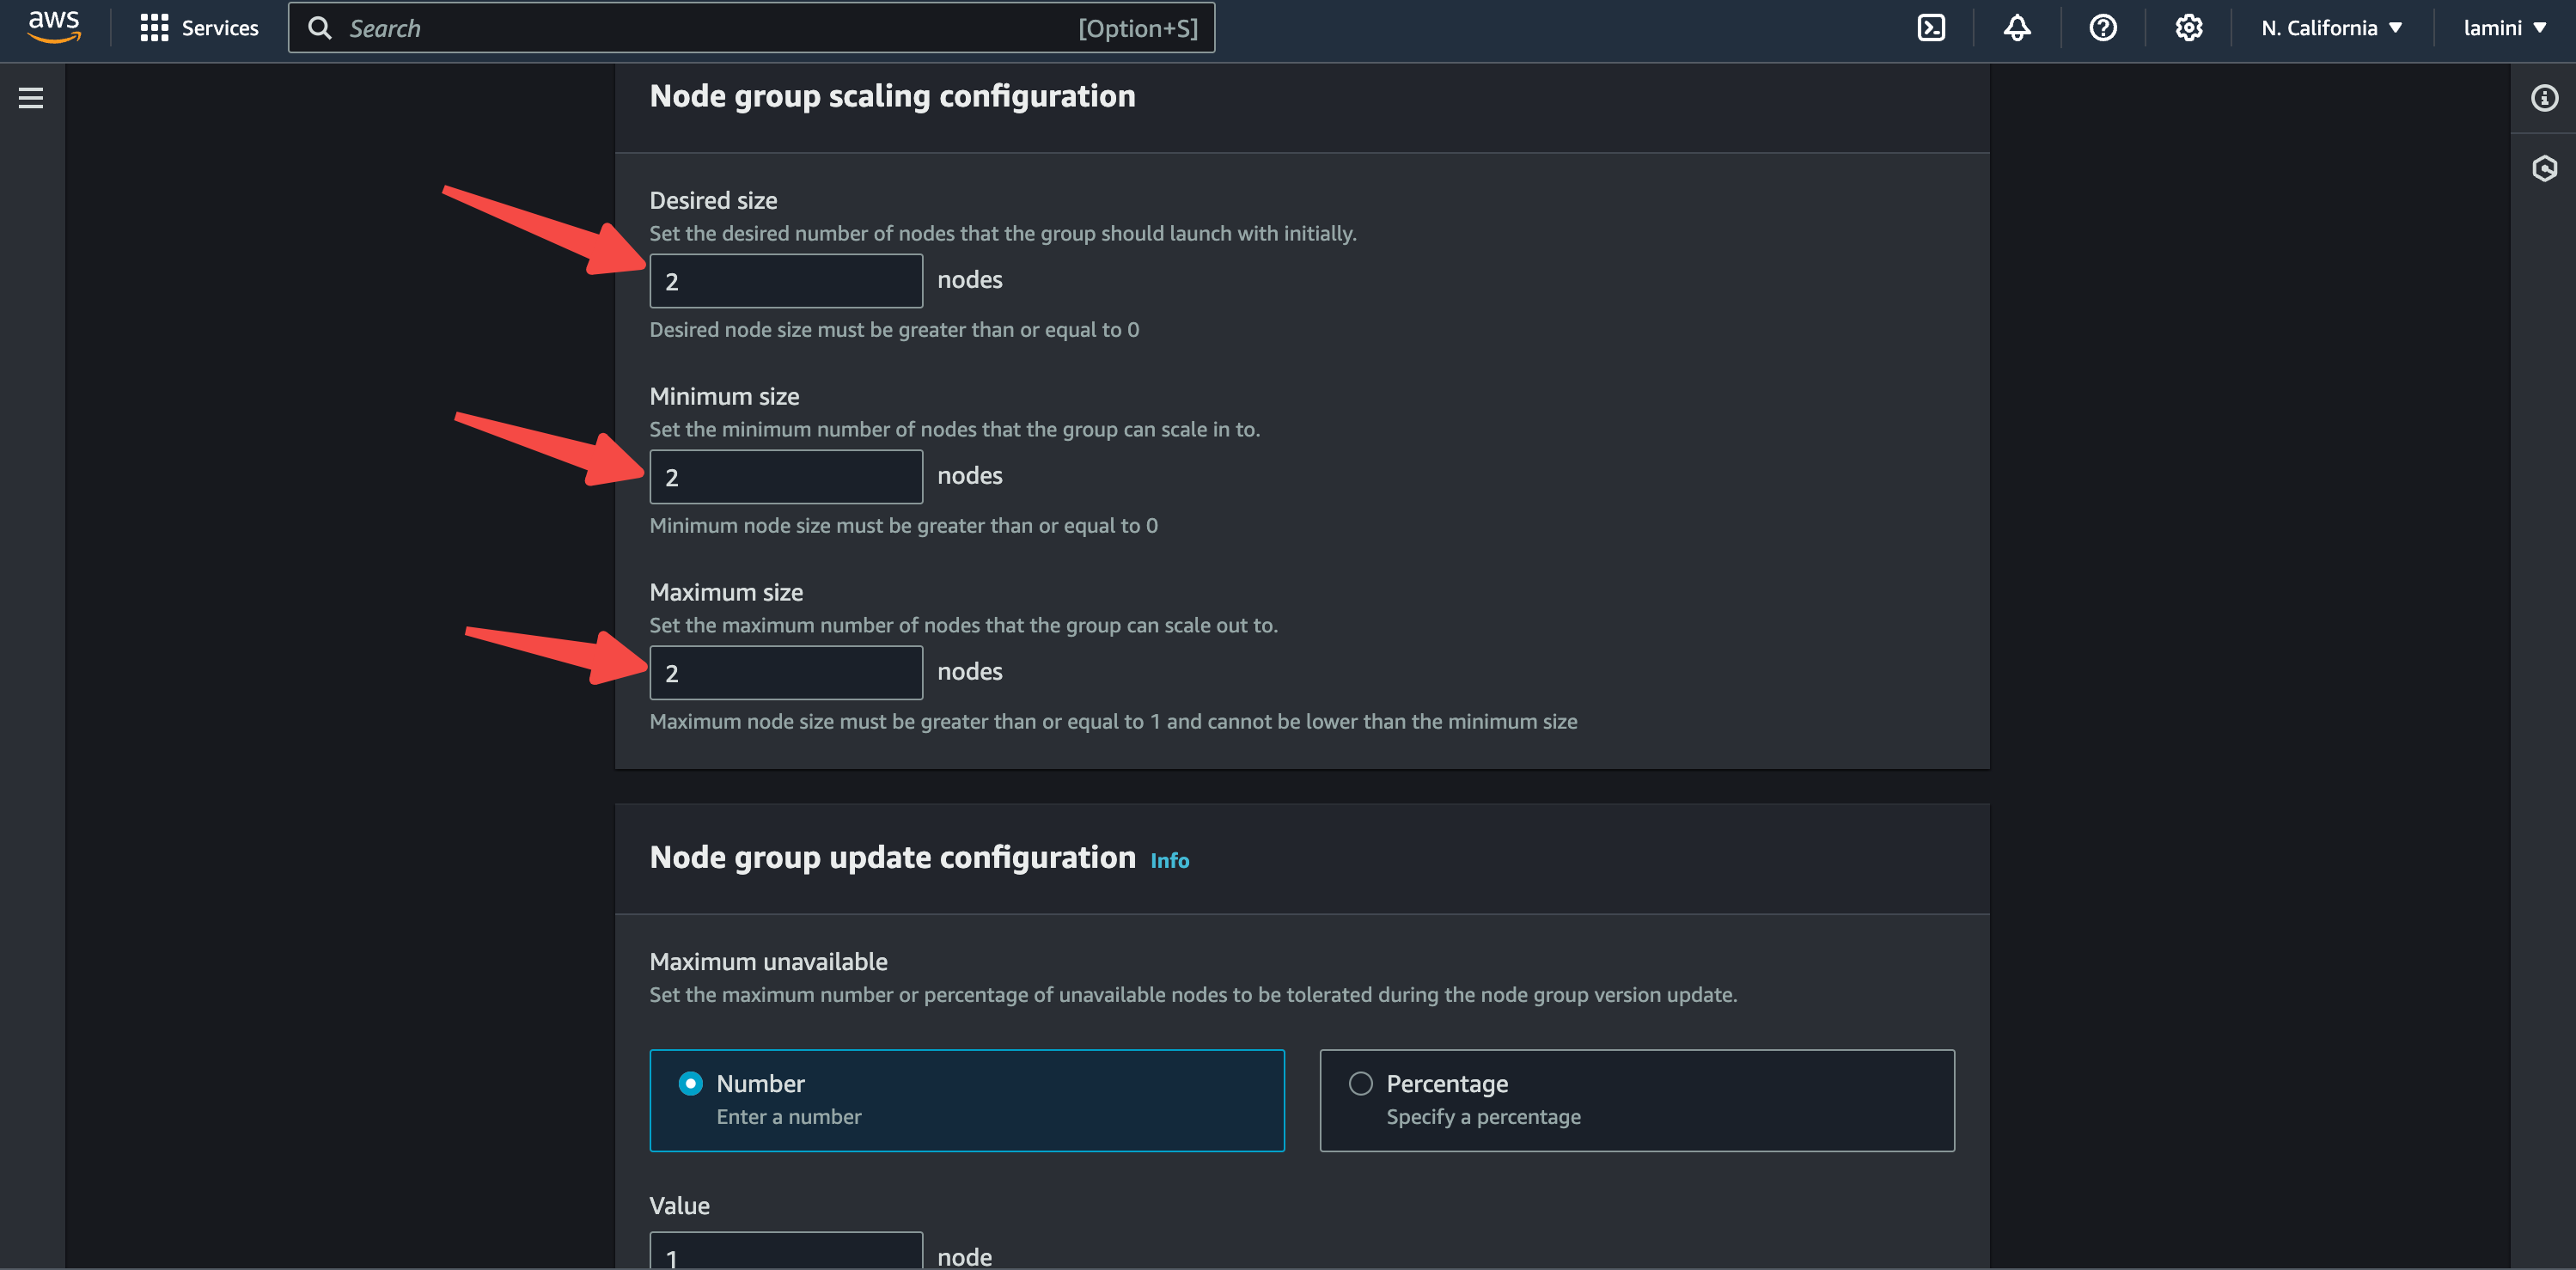 aws
Services
Search
[Option+S]
N. California
lamini
Node group scaling configuration
Desired size
Set the desired number of nodes that the group should launch with initially.
2
nodes
Desired node size must be greater than or equal to 0
Minimum size
Set the minimum number of nodes that the group can scale in to.
2
nodes
Minimum node size must be greater than or equal to 0
Maximum size
Set the maximum number of nodes that the group can scale out to.
2
nodes
Maximum node size must be greater than or equal to 1 and cannot be lower than the minimum size
Node group update configuration Info
Maximum unavailable
Set the maximum number or percentage of unavailable nodes to be tolerated during the node group version update.
Number
Enter a number
Percentage
Specify a percentage
Value
1
node